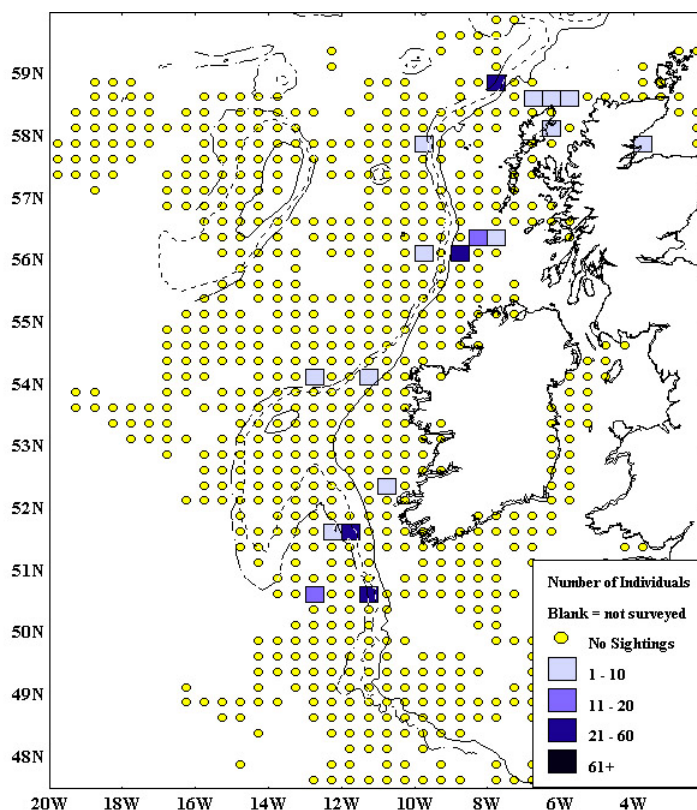 59N
58N
57N
56N
55N
54N
53N
52N
51N
50N
49N
48N
20W 18W 16W 14W 12W 10W 8W 6W 4W
Number of Individuals
Blank = not surveyed
No Sightings
1 - 10
11 - 20
21 - 60
61+